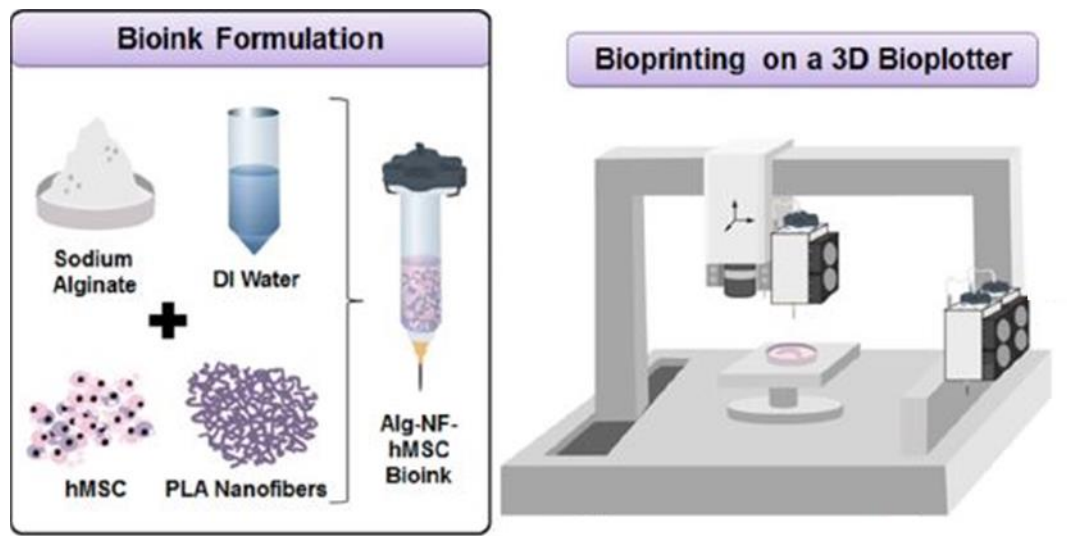 Bioink Formulation
Sodium
Alginate
DI Water
hMSC
PLA Nanofibers
Alg-NF-
hMSC
Bioink
Bioprinting on a 3D Bioplotter